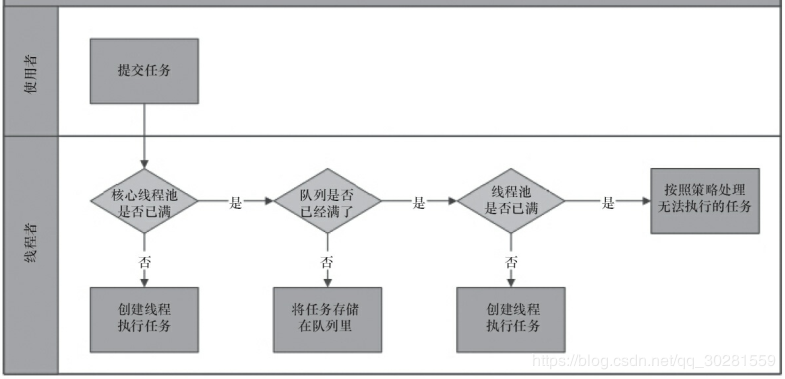 使用者
提交任务
线程者
核心线程池
是否已满
是
队列是否
已经满了
是
线程池
是否已满
是
按照策略处理
无法执行的任务
否
否
否
创建线程
执行任务
将任务存储
在队列里
创建线程
执行任务
https://blog.csdn.net/qq_30281559